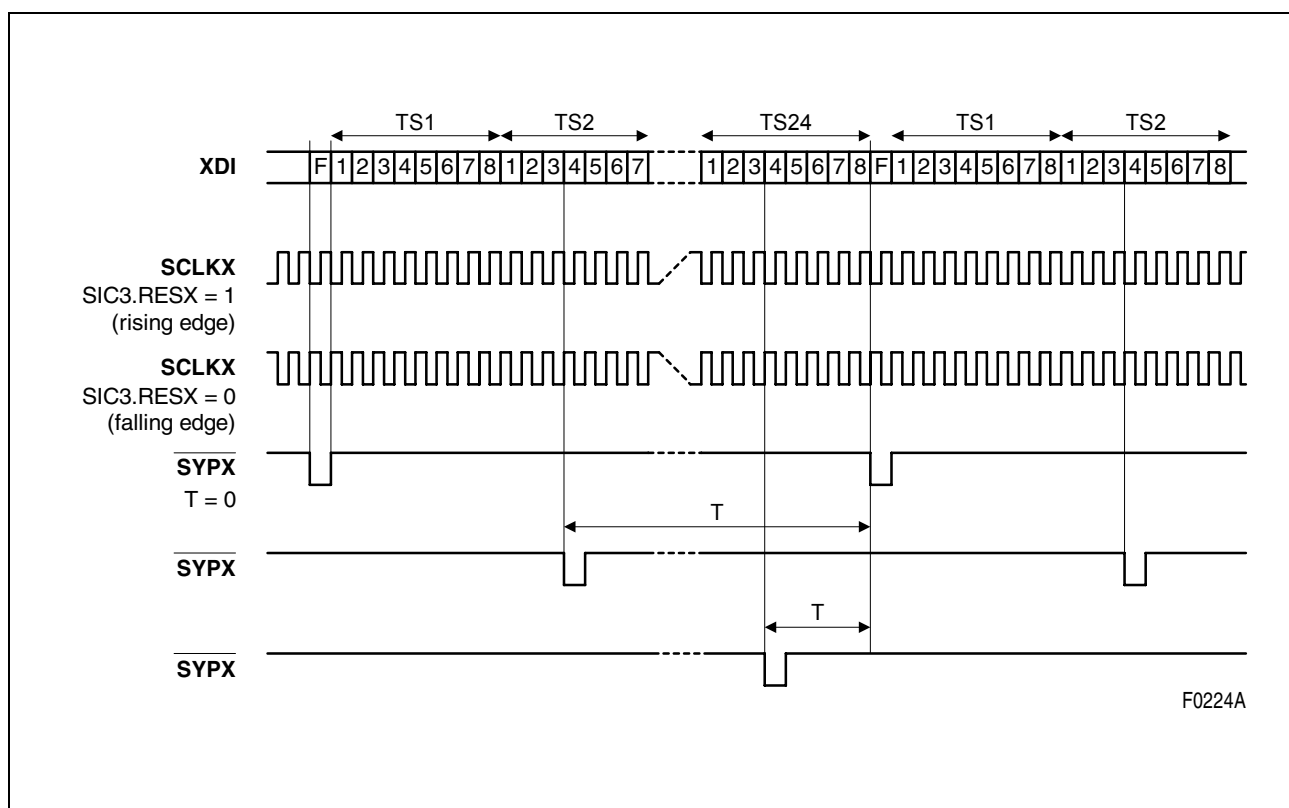 TS1 TS2 TS24 TS1 TS2
XDI F 1 2 3 4 5 6 7 8 1 2 3 4 5 6 7 1 2 3 4 5 6 7 8 F 1 2 3 4 5 6 7 8 1 2 3 4 5 6 7 8
SCLKX
SIC3.RESX = 1
(rising edge)
SCLKX
SIC3.RESX = 0
(falling edge)
SYPX
T = 0
T
SYPX
T
SYPX
F0224A